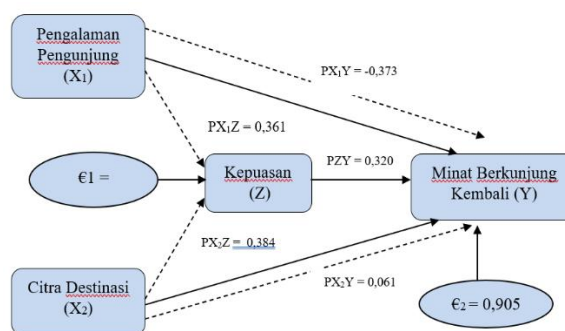 Pengalaman
Pengunjung
(X₁)
PX₁Y = -0,373
PX₁Z = 0,361
€1 =
Kepuasan
(Z)
PZY = 0,320
Minat Berkunjung
Kembali (Y)
PX₂Z = 0,384
PX₂Y = 0,061
Citra Destinasi
(X₂)
€₂ = 0,905